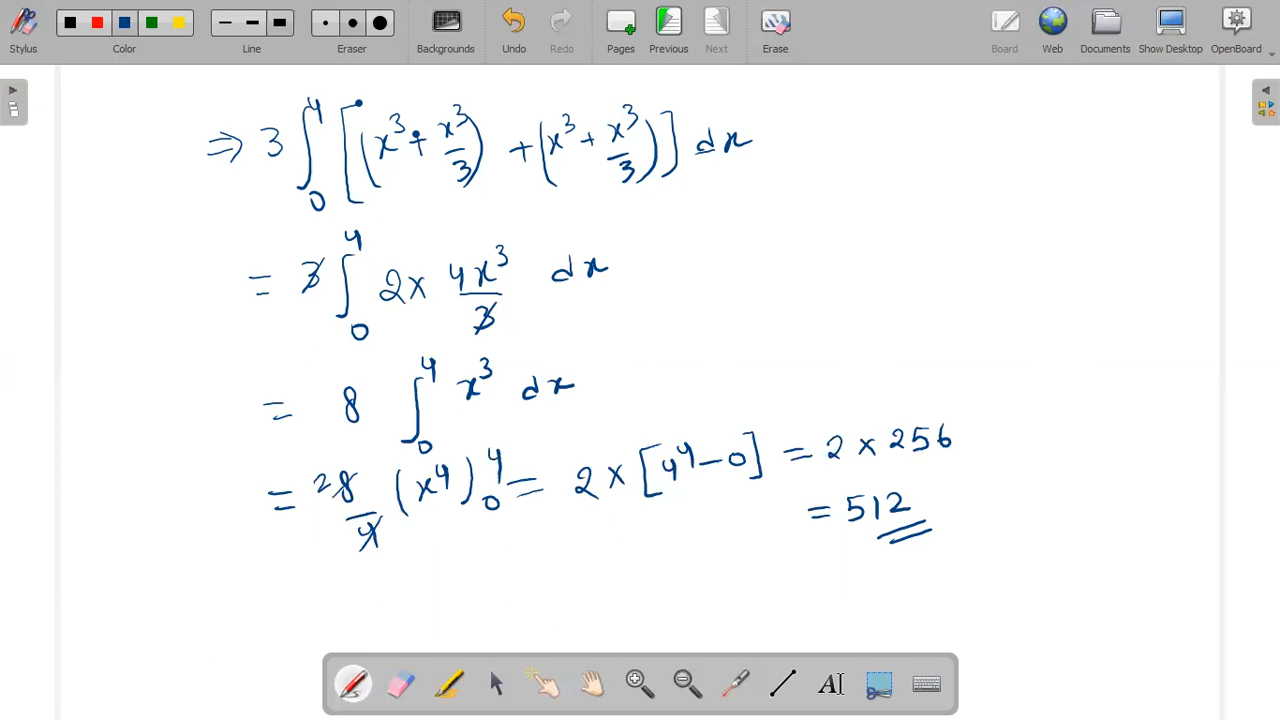 Stylus Color Line Eraser Backgrounds Undo Redo Pages Previous Next Erase Board Web Documents Show Desktop OpenBoard
⇒ 3 ∫₀⁴ [(x³ + x³/3) + (x³ + x³/3)] dx
= 3 ∫₀⁴ 2 × 4x³/3 dx
= 8 ∫₀⁴ x³ dx
= 28/4 (x⁴)₀⁴ = 2 × [4⁴ - 0] = 2 × 256
= 512